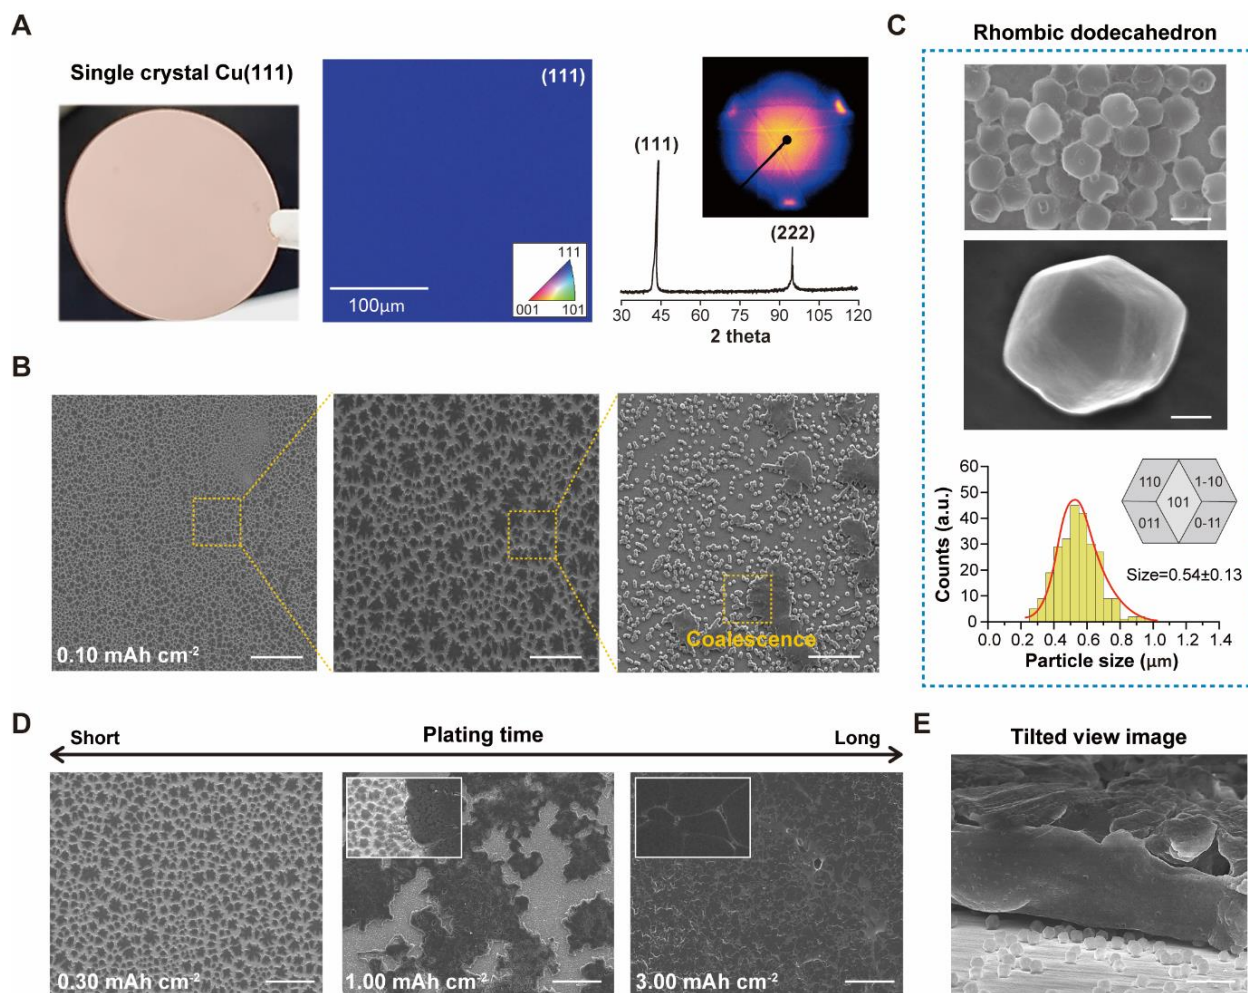 A
Single crystal Cu(111)
(111)
111
001
101
100μm
(111)
(222)
30 45 60 75 90 105 120
2 theta
B
0.10 mAh cm-2
Coalescence
C
Rhombic dodecahedron
60
50
40
30
20
10
0
Counts (a.u.)
0.0 0.2 0.4 0.6 0.8 1.0 1.2 1.4
Particle size (μm)
110
1-10
101
011
0-11
Size=0.54±0.13
D
Short
Plating time
Long
0.30 mAh cm-2
1.00 mAh cm-2
3.00 mAh cm-2
E
Tilted view image